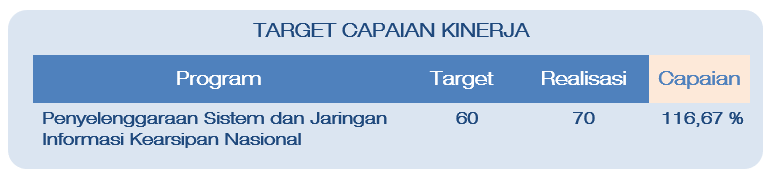 TARGET CAPAIAN KINERJA
Program Target Realisasi Capaian
Penyelenggaraan Sistem dan Jaringan 60 70 116,67 %
Informasi Kearsipan Nasional